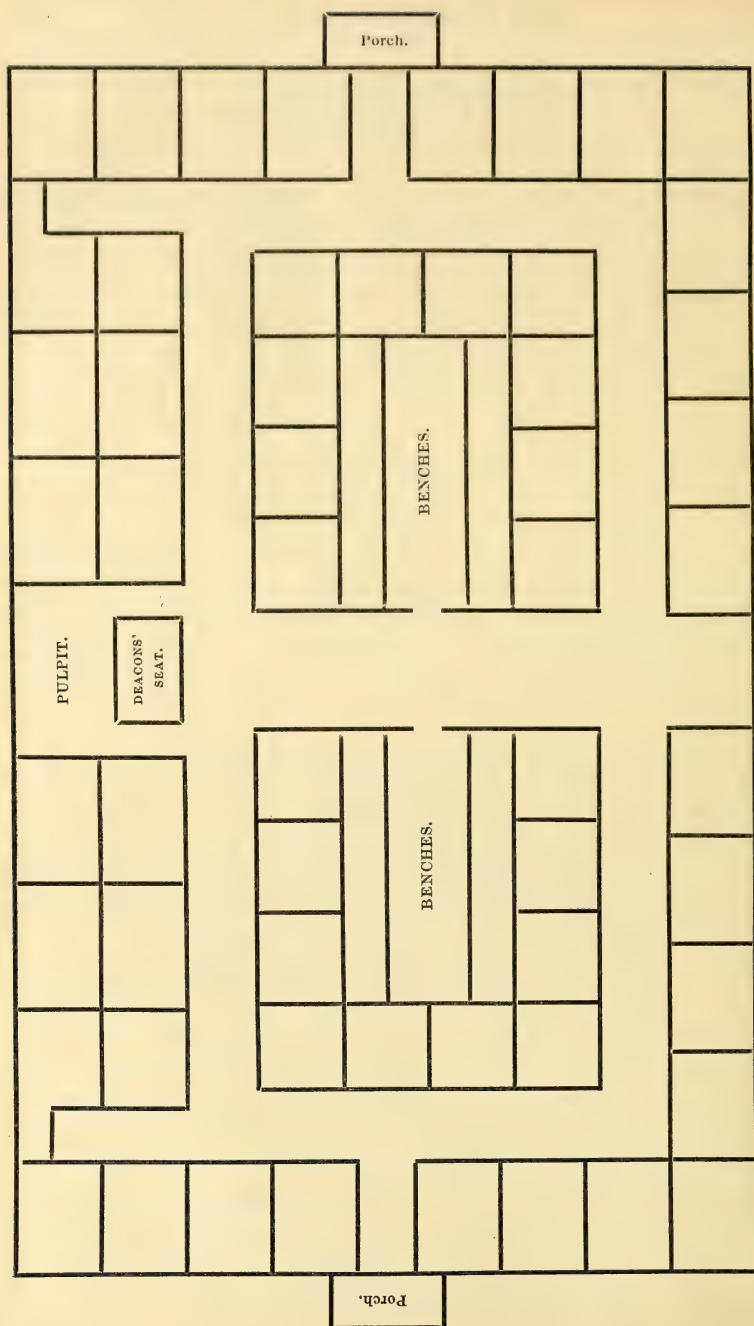 Porch.
BENCHES.
PULPIT.
DEACONS'
SEAT.
BENCHES.
Porch.